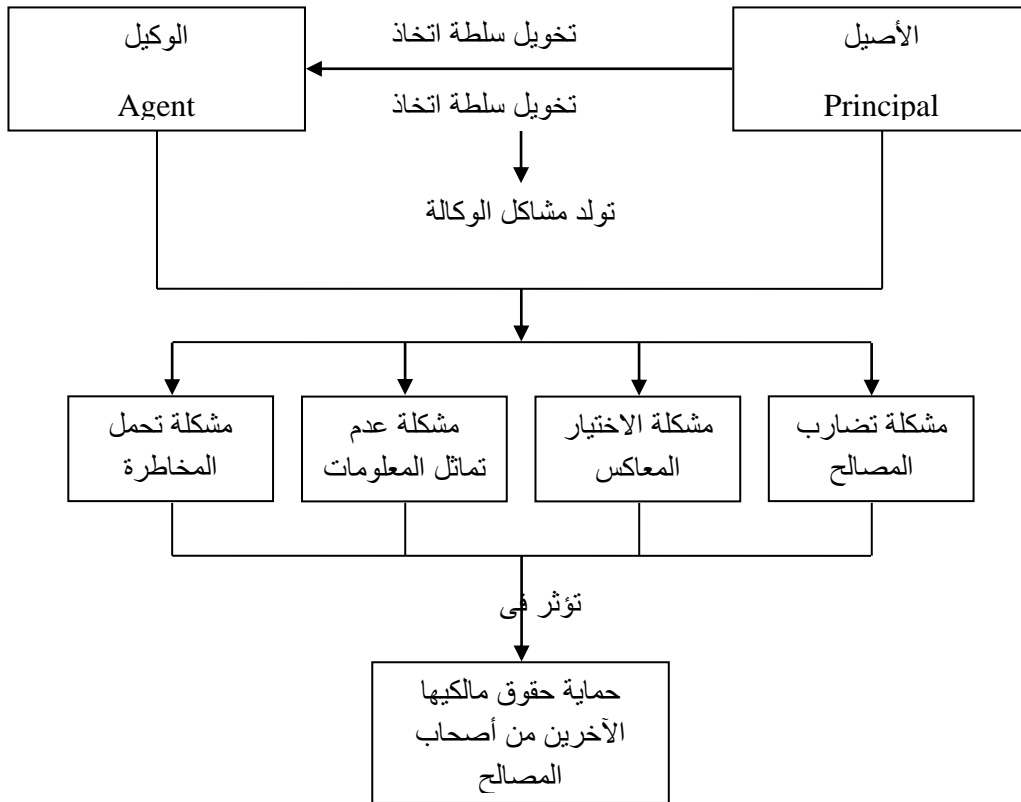 الأصيل
Principal
تخويل سلطة اتخاذ
تخويل سلطة اتخاذ
الوكيل
Agent
تولد مشاكل الوكالة
مشكلة تضارب
المصالح
مشكلة الاختيار
المعاكس
مشكلة عدم
تماثل المعلومات
مشكلة تحمل
المخاطرة
تؤثر فى
حماية حقوق مالكيها
الآخرين من أصحاب
المصالح